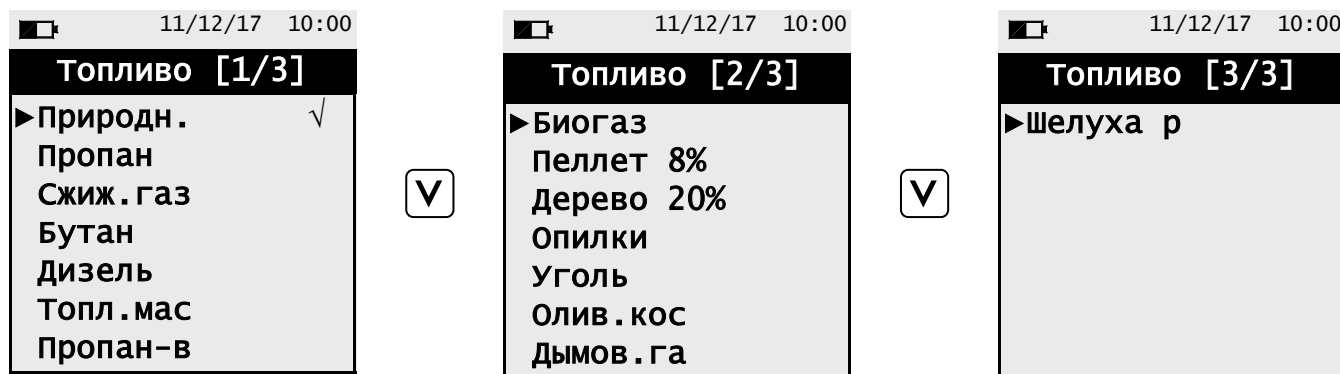 11/12/17 10:00
Топливо [1/3]
►Природн. √
Пропан
Сжиж.газ
Бутан
Дизель
Топл.мас
Пропан-в
V
11/12/17 10:00
Топливо [2/3]
►Биогаз
Пеллет 8%
Дерево 20%
Опилки
Уголь
Олив.кос
Дымов.га
V
11/12/17 10:00
Топливо [3/3]
►Шелуха р